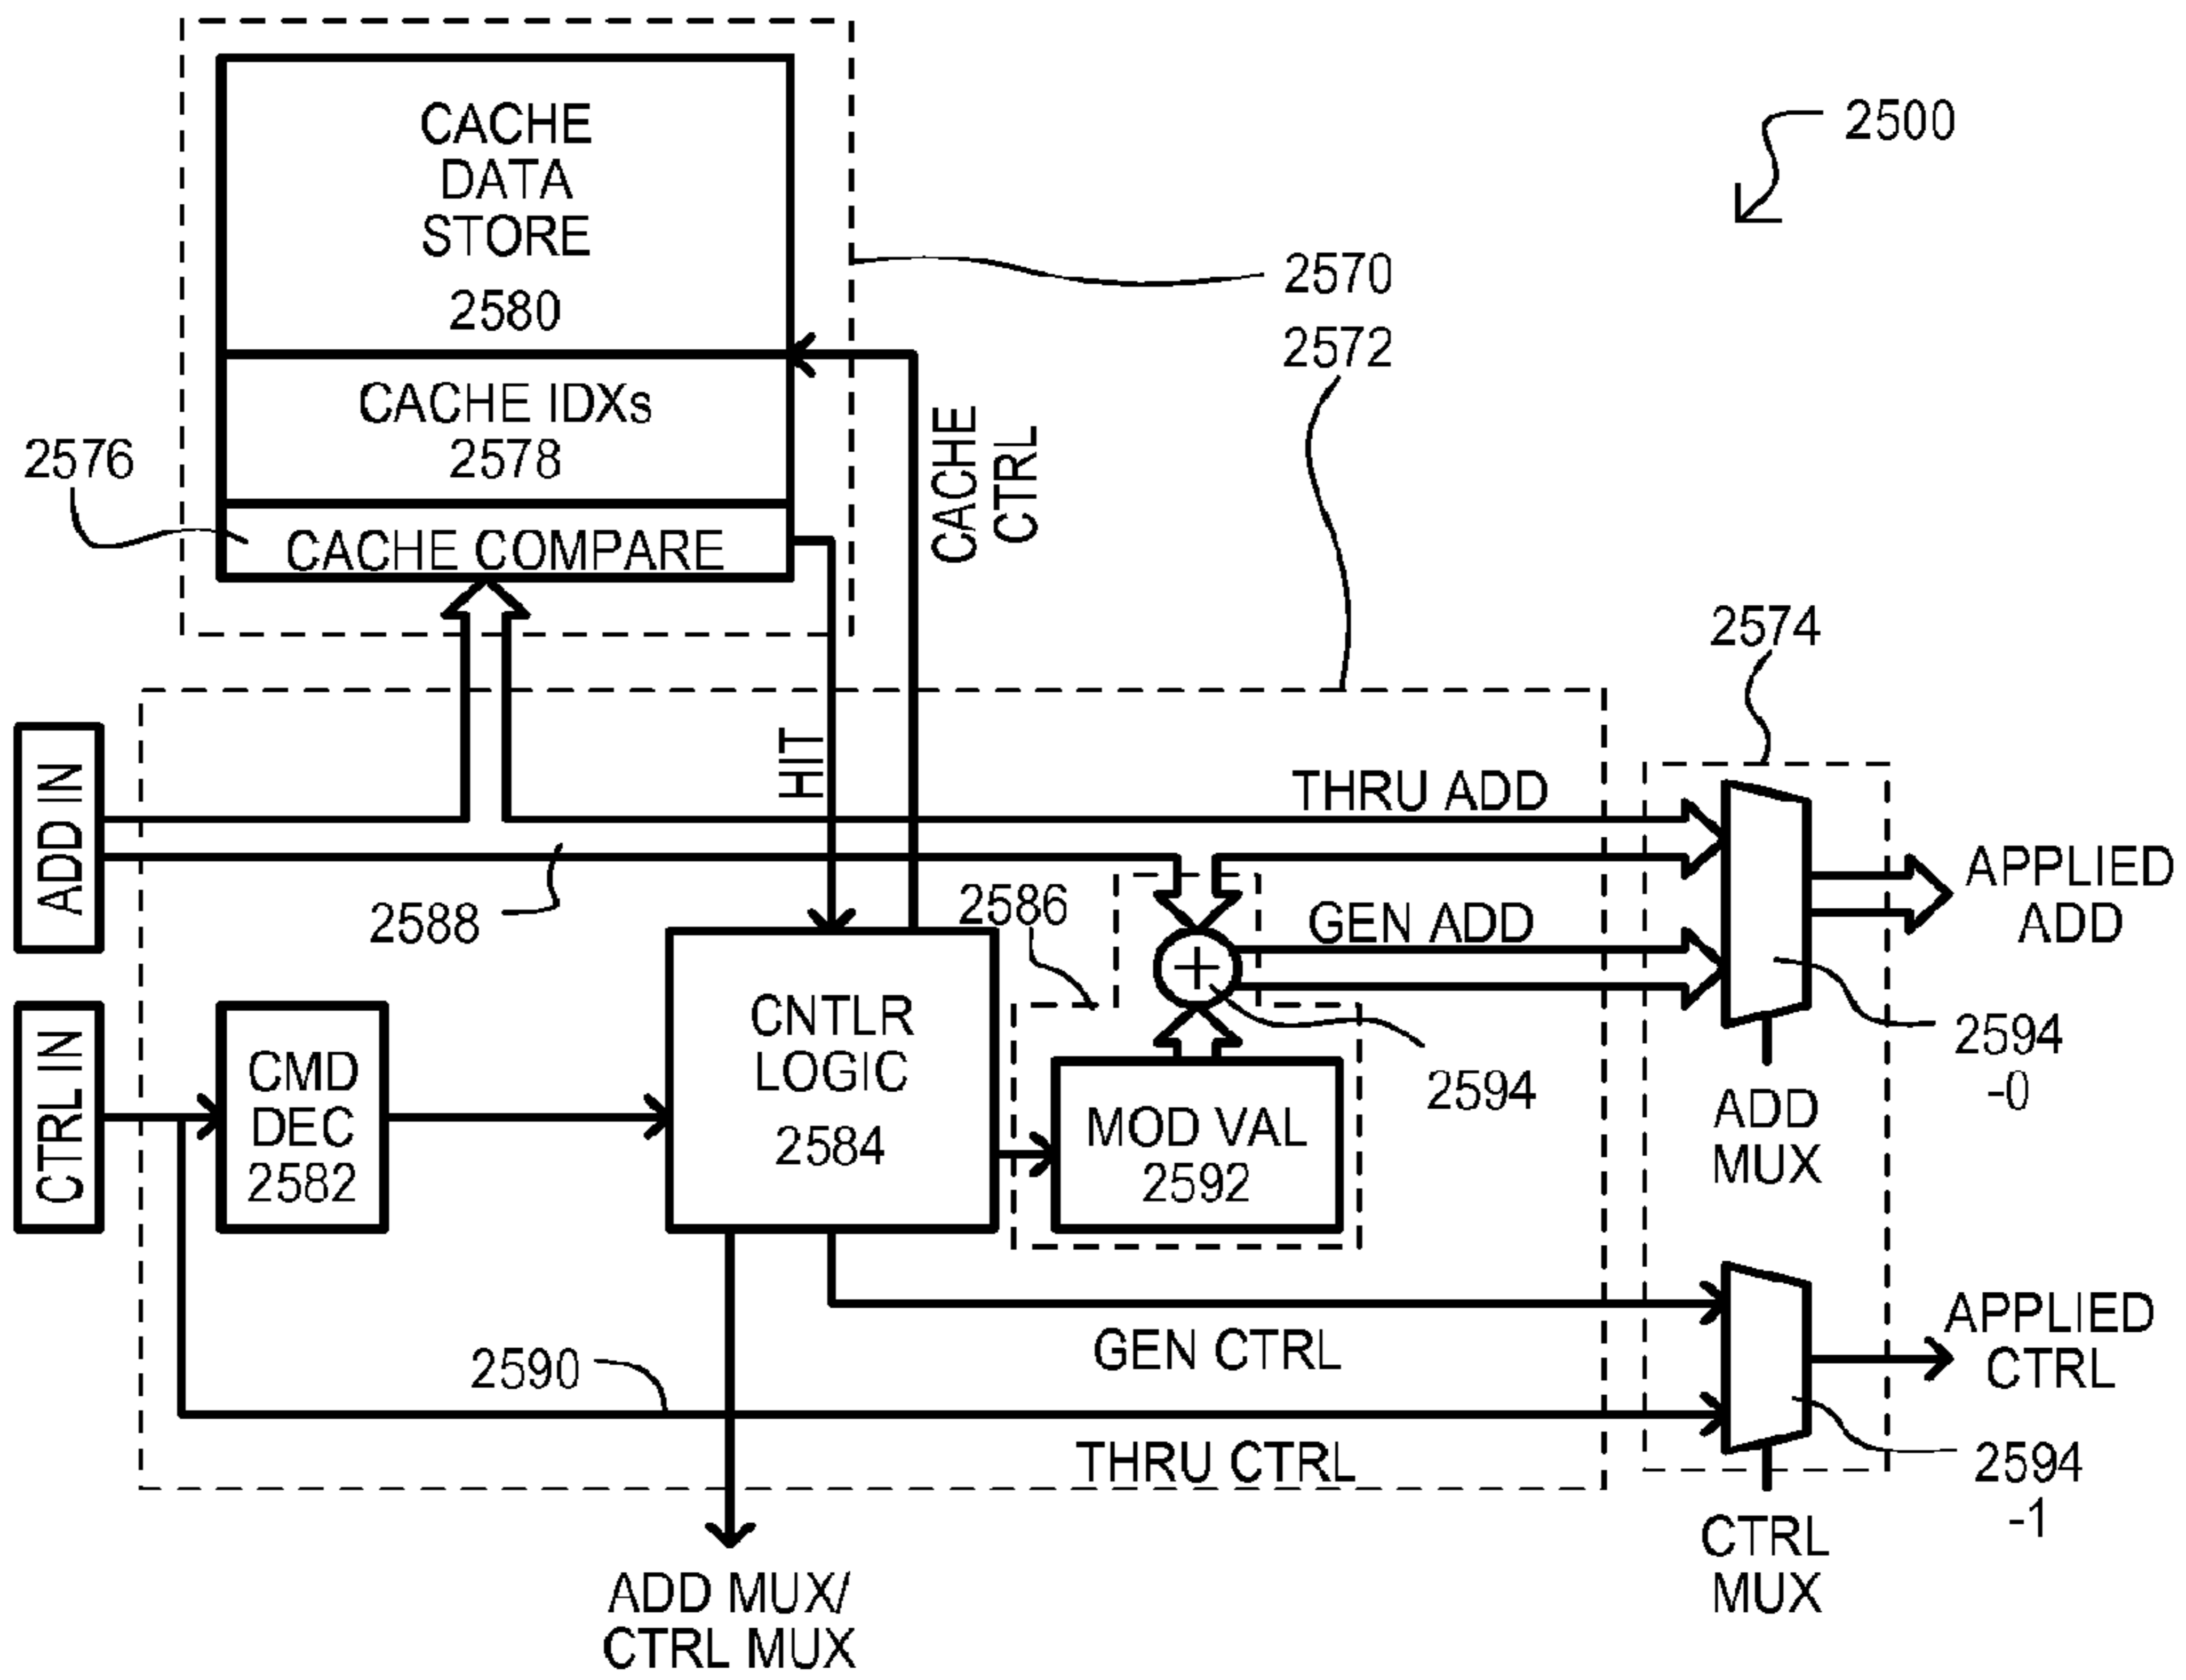 CACHE
DATA
STORE
2580
2500
2570
2572
CACHE IDXs
2578
2576
CACHE
CTRL
CACHE COMPARE
2574
HIT
ADD IN
THRU ADD
APPLIED
ADD
2588
2586
GEN ADD
CNTLR
LOGIC
2584
2594
-0
CTRL IN
CMD
DEC
2582
2594
MOD VAL
2592
ADD
MUX
GEN CTRL
APPLIED
CTRL
2590
THRU CTRL
2594
-1
CTRL
MUX
ADD MUX/
CTRL MUX